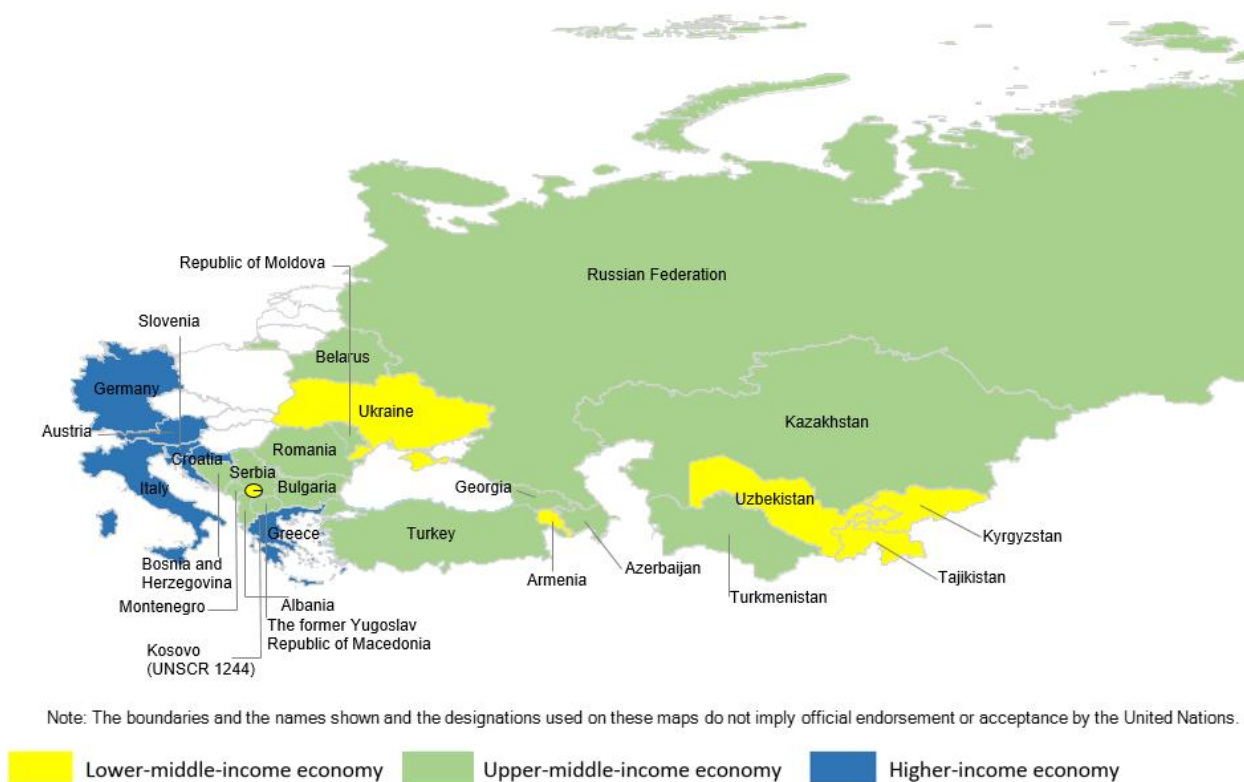 Russian Federation
Republic of Moldova
Slovenia
Belarus
Germany
Ukraine
Kazakhstan
Austria
Romania
Croatia
Serbia
Italy
Bulgaria
Georgia
Uzbekistan
Greece
Turkey
Kyrgyzstan
Bosnia and
Herzegovina
Armenia
Azerbaijan
Tajikistan
Turkmenistan
Montenegro
Albania
The former Yugoslav
Republic of Macedonia
Kosovo
(UNSCR 1244)
Note: The boundaries and the names shown and the designations used on these maps do not imply official endorsement or acceptance by the United Nations.
Lower-middle-income economy
Upper-middle-income economy
Higher-income economy